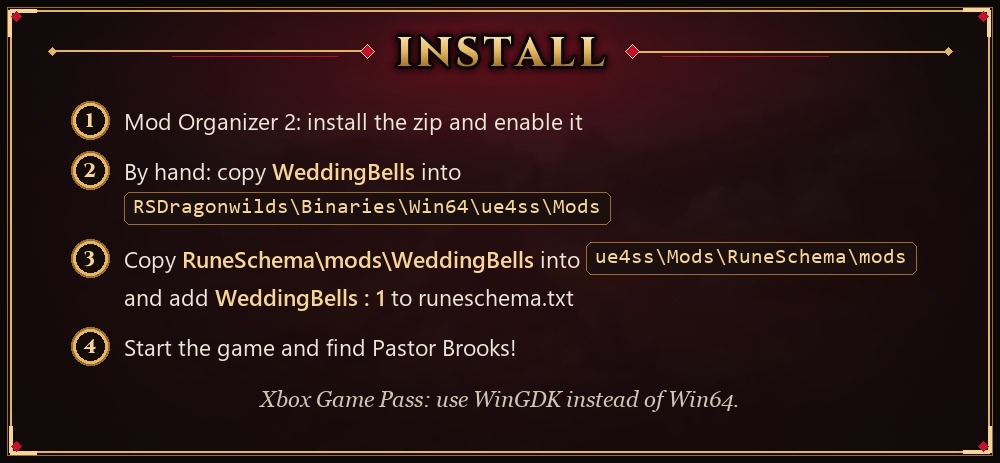 INSTALL
1 Mod Organizer 2: install the zip and enable it
2 By hand: copy WeddingBells into
RSDragonwilds\Binaries\Win64\ue4ss\Mods
3 Copy RuneSchema\mods\WeddingBells into ue4ss\Mods\RuneSchema\mods
and add WeddingBells : 1 to runeschema.txt
4 Start the game and find Pastor Brooks!
Xbox Game Pass: use WinGDK instead of Win64.